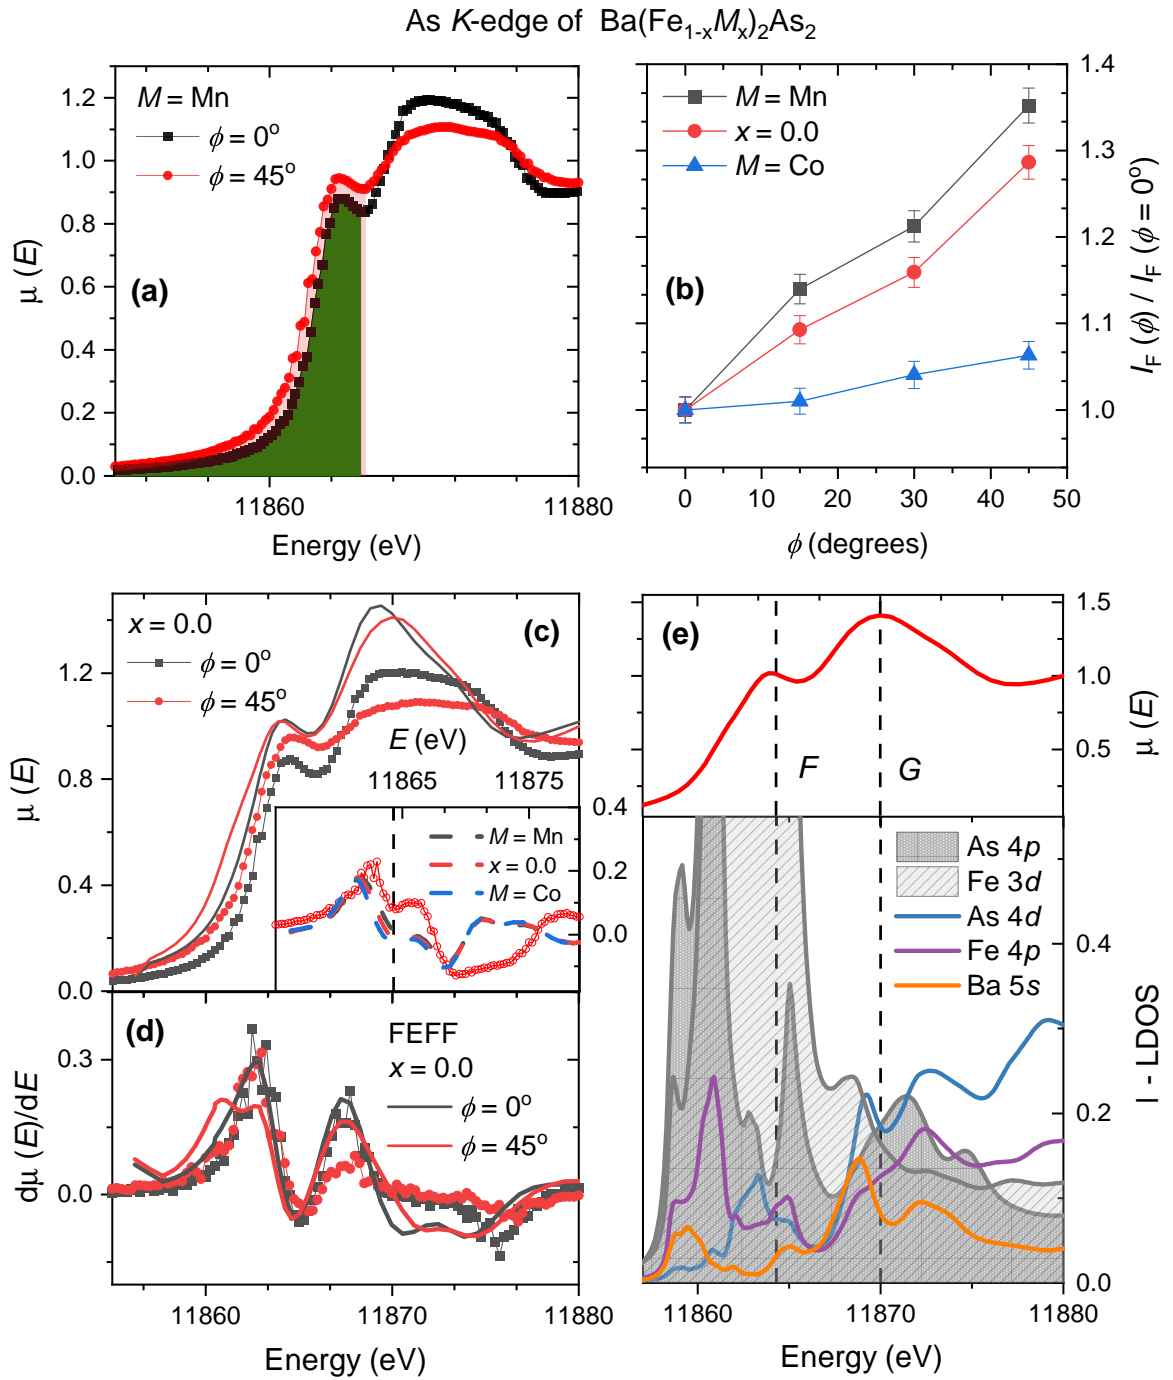 As K-edge of Ba(Fe₁₋ₓMₓ)₂As₂
M = Mn
ϕ = 0°
ϕ = 45°
(a)
μ (E)
1.2
1.0
0.8
0.6
0.4
0.2
0.0
11860
11880
Energy (eV)
M = Mn
x = 0.0
M = Co
(b)
1.4
1.3
1.2
1.1
1.0
I_F (ϕ) / I_F (ϕ = 0°)
0
10
20
30
40
50
ϕ (degrees)
x = 0.0
ϕ = 0°
ϕ = 45°
(c)
μ (E)
1.2
0.8
0.4
0.0
E (eV)
11865
11875
M = Mn
x = 0.0
M = Co
0.4
0.2
0.0
(d)
FEFF
x = 0.0
ϕ = 0°
ϕ = 45°
dμ (E)/dE
0.3
0.0
11860
11870
11880
Energy (eV)
(e)
1.5
1.0
0.5
μ (E)
F
G
As 4p
Fe 3d
As 4d
Fe 4p
Ba 5s
0.4
0.2
0.0
l - LDOS
11860
11870
11880
Energy (eV)